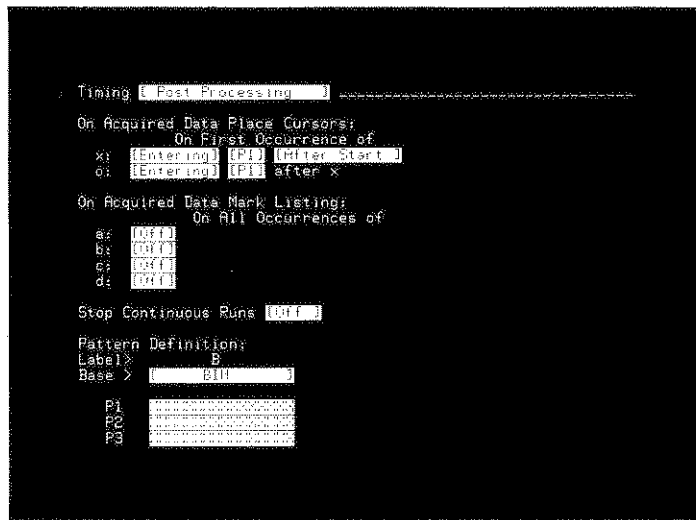 Timing [ Post Processing ]
On Acquired Data Place Cursors:
On First Occurrence of
x: [Entering] [P1] [After Start ]
o: [Entering] [P1] after x
On Acquired Data Mark Listing:
On All Occurrences of
a: [Off]
b: [Off]
c: [Off]
d: [Off]
Stop Continuous Runs [Off ]
Pattern Definition:
Label> B
Base > [ BIN ]
P1
P2
P3